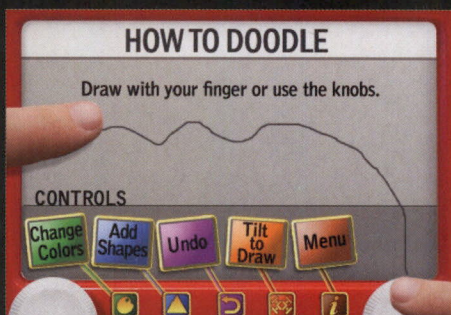 HOW TO DOODLE
Draw with your finger or use the knobs.
CONTROLS
Change
Colors
Add
Shapes
Undo
Tilt
to
Draw
Menu
i